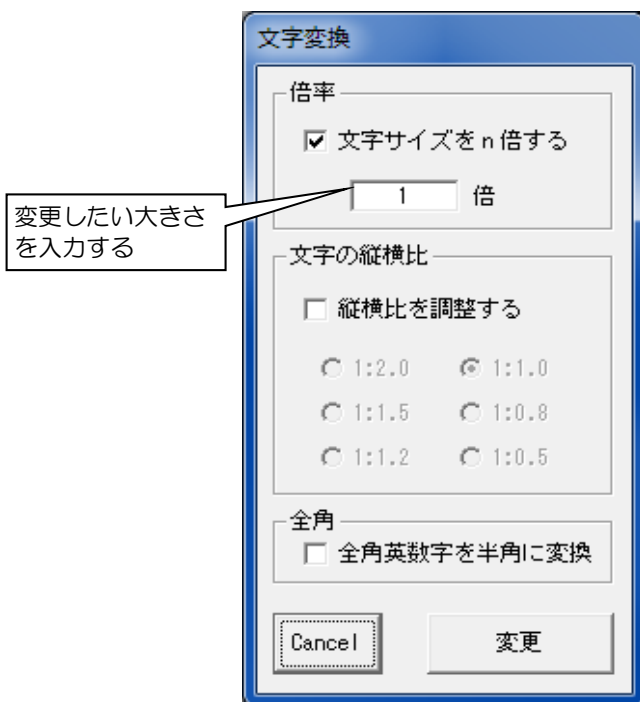 文字変換
倍率
文字サイズをn倍する
1 倍
変更したい大きさ
を入力する
文字の縦横比
縦横比を調整する
1:2.0 1:1.0
1:1.5 1:0.8
1:1.2 1:0.5
全角
全角英数字を半角に変換
Cancel 変更